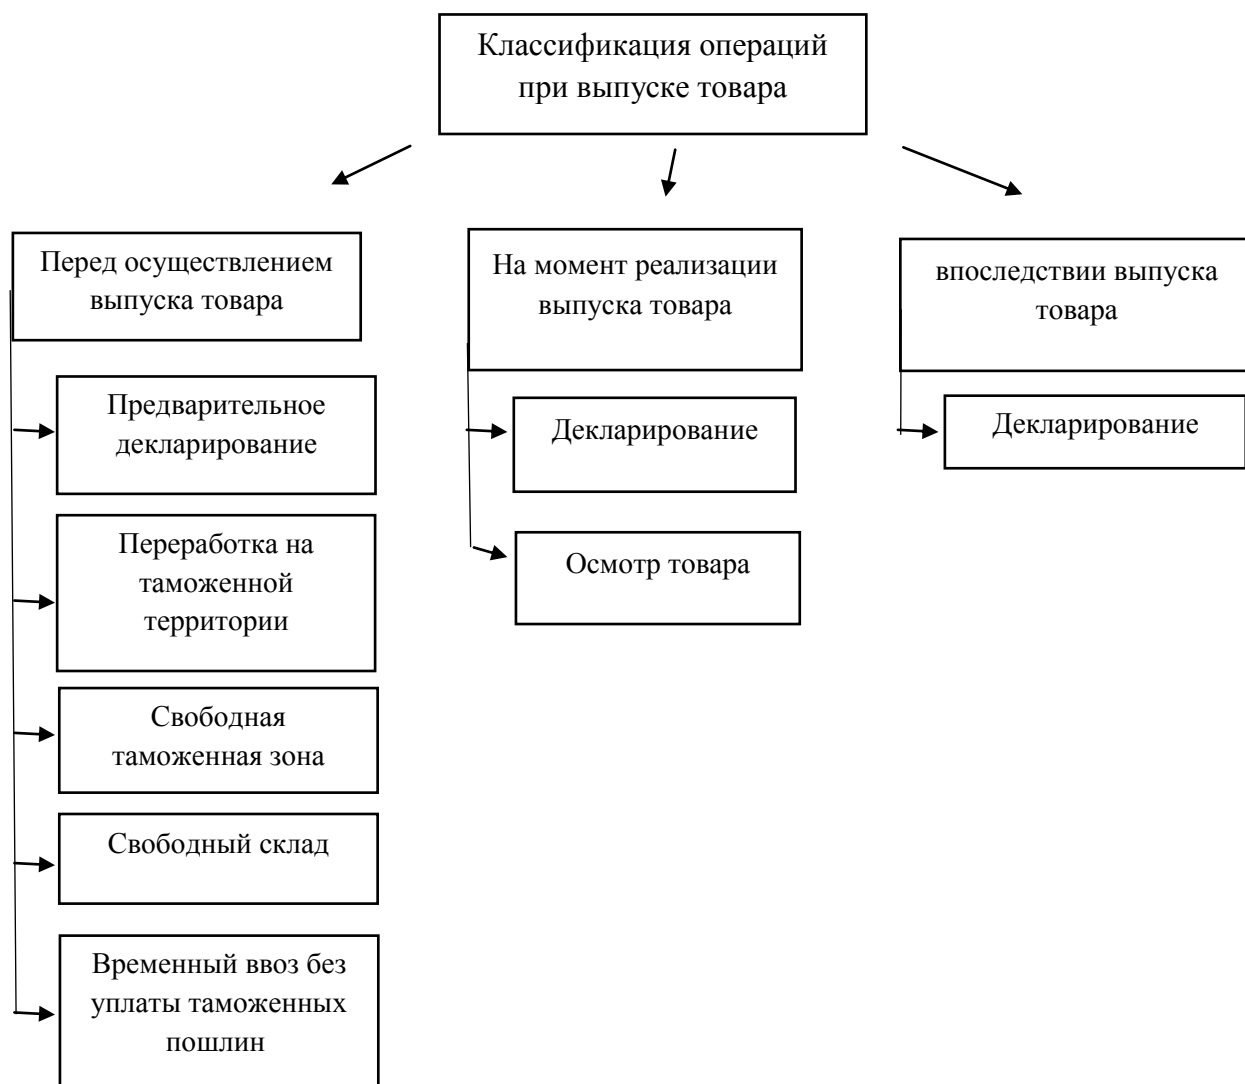 Классификация операций
при выпуске товара
Перед осуществлением
выпуска товара
Предварительное
декларирование
Переработка на
таможенной
территории
Свободная
таможенная зона
Свободный склад
Временный ввоз без
уплаты таможенных
пошлин
На момент реализации
выпуска товара
Декларирование
Осмотр товара
впоследствии выпуска
товара
Декларирование